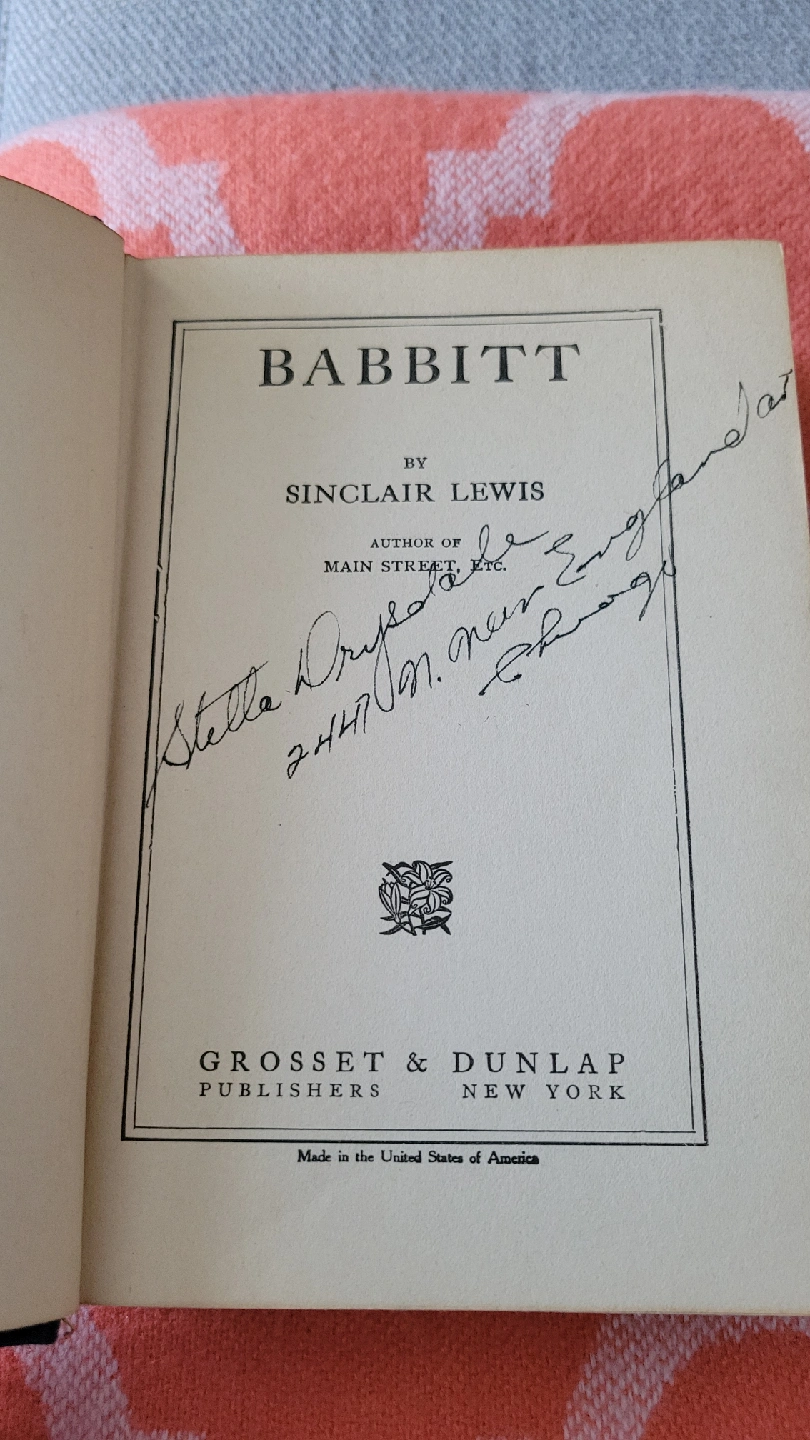 BABBITT
BY
SINCLAIR LEWIS
AUTHOR OF
MAIN STREET, ETC.
Stella Drysdale
2447 N. New England av
Chicago
GROSSET & DUNLAP
PUBLISHERS NEW YORK
Made in the United States of America